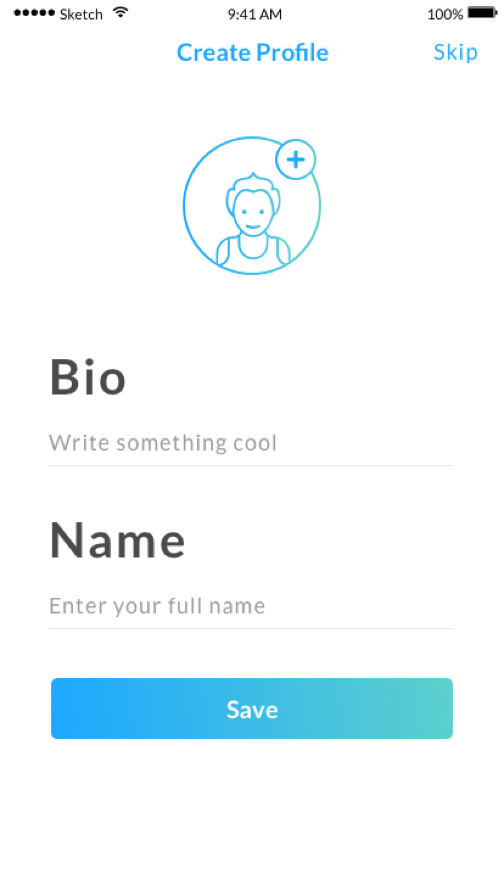 Sketch 9:41 AM 100%
Create Profile Skip
Bio
Write something cool
Name
Enter your full name
Save